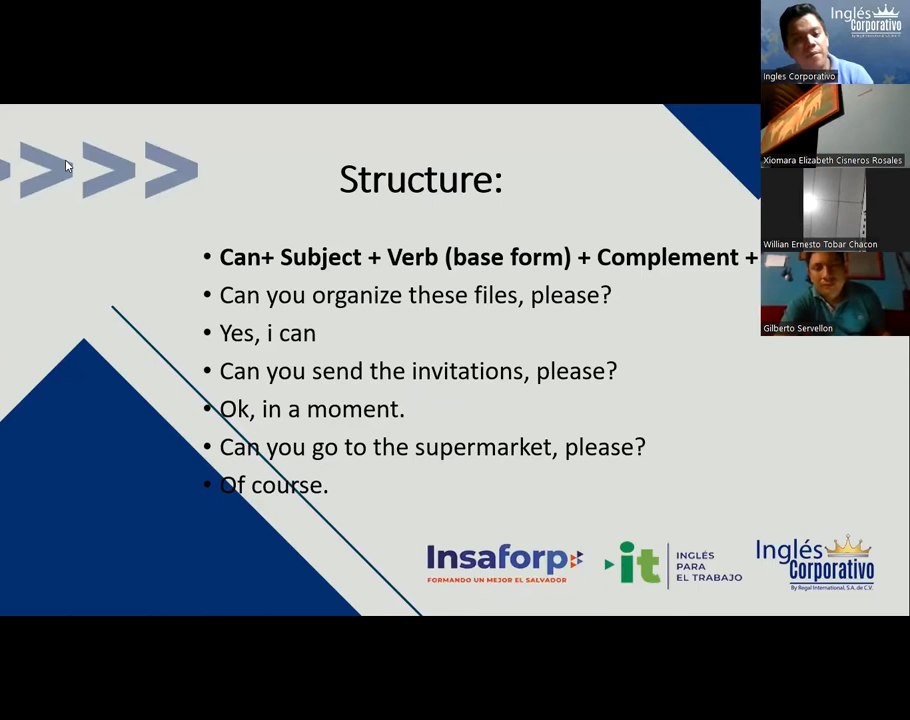 Structure:
• Can+ Subject + Verb (base form) + Complement +
• Can you organize these files, please?
• Yes, i can
• Can you send the invitations, please?
• Ok, in a moment.
• Can you go to the supermarket, please?
• Of course.
Insaforp
FORMANDO UN MEJOR EL SALVADOR
it
INGLÉS
PARA
EL TRABAJO
Inglés
Corporativo
By Regal International, S.A. de C.V.
Inglés
Corporativo
Ingles Corporativo
Xiomara Elizabeth Cisneros Rosales
Willian Ernesto Tobar Chacon
Gilberto Servellon